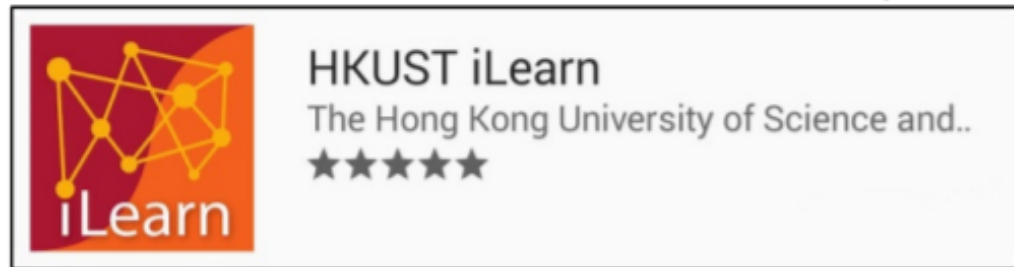 HKUST iLearn
The Hong Kong University of Science and..
iLearn